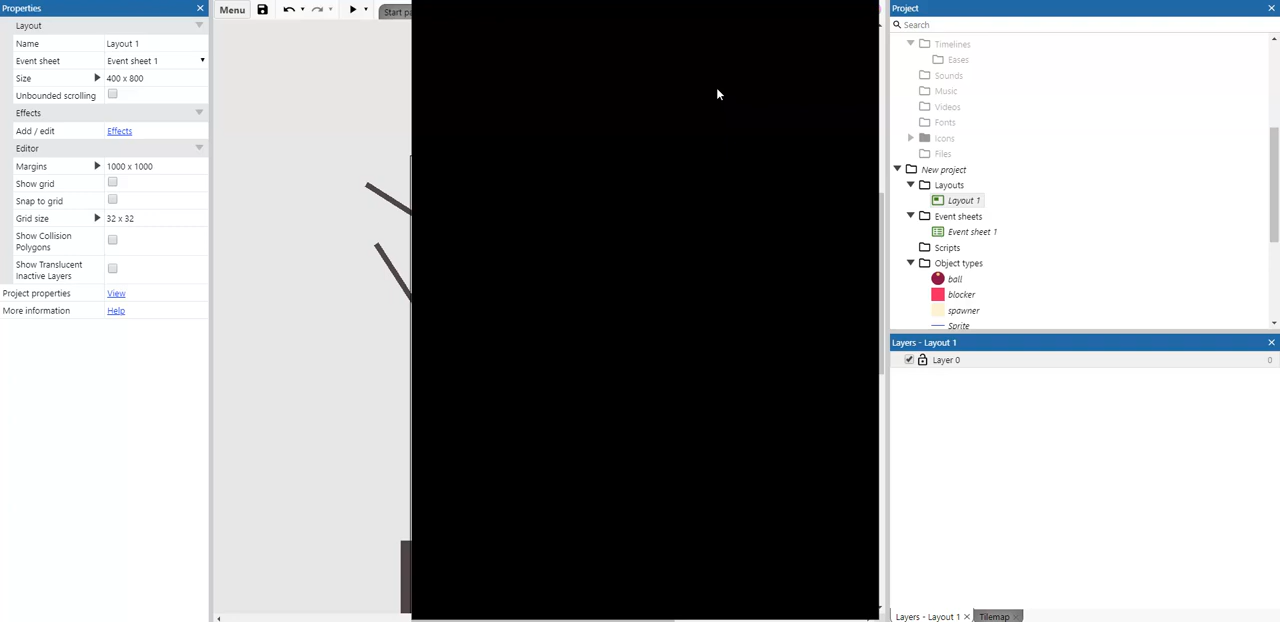 Properties
Layout
Name Layout 1
Event sheet Event sheet 1
Size 400 x 800
Unbounded scrolling
Effects
Add / edit Effects
Editor
Margins 1000 x 1000
Show grid
Snap to grid
Grid size 32 x 32
Show Collision
Polygons
Show Translucent
Inactive Layers
Project properties View
More information Help
Menu
Start pa
Project
Search
Timelines
Eases
Sounds
Music
Videos
Fonts
Icons
Files
New project
Layouts
Layout 1
Event sheets
Event sheet 1
Scripts
Object types
ball
blocker
spawner
Sprite
Layers - Layout 1
Layer 0 0
Layers - Layout 1 Tilemap